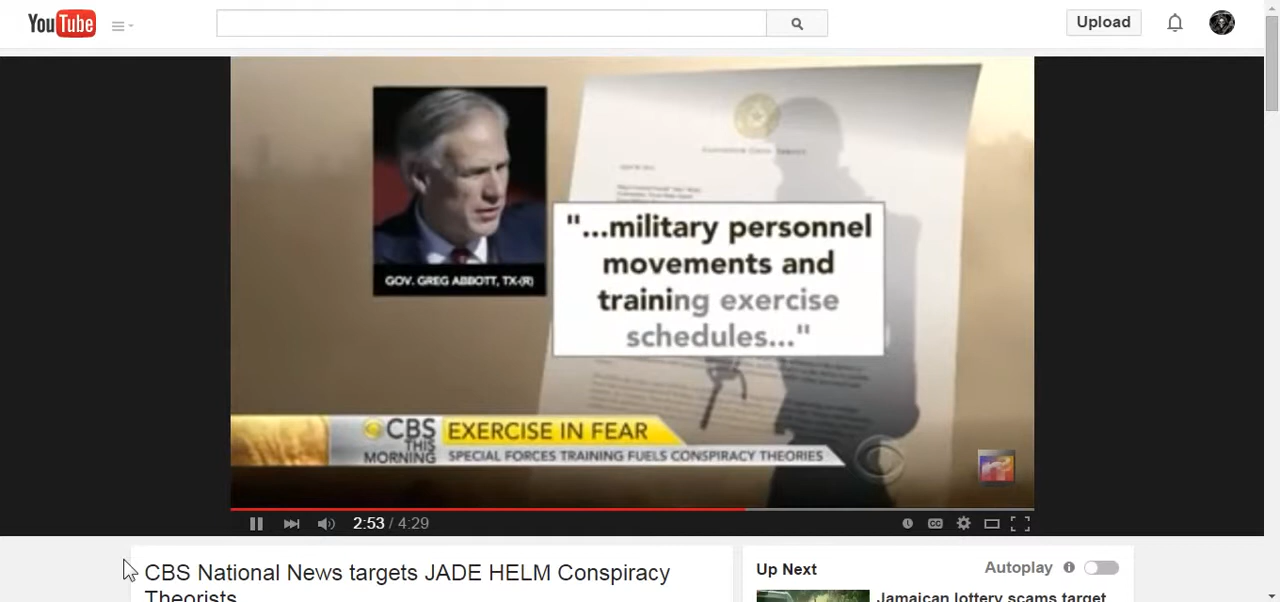 YouTube
Upload
GOV. GREG ABBOTT, TX-(R)
"...military personnel
movements and
training exercise
schedules..."
CBS
THIS
MORNING
EXERCISE IN FEAR
SPECIAL FORCES TRAINING FUELS CONSPIRACY THEORIES
2:53 / 4:29
CC
CBS National News targets JADE HELM Conspiracy
Theorists
Up Next
Autoplay
Jamaican lottery scams target